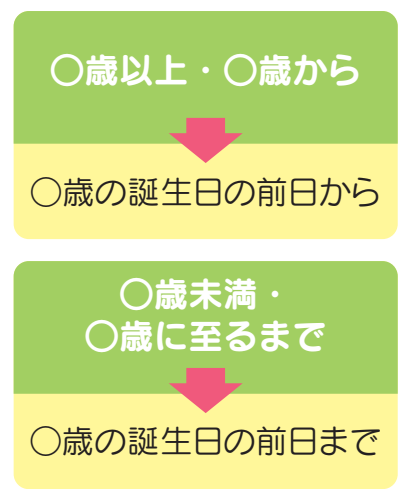 〇歳以上・〇歳から
〇歳の誕生日の前日から
〇歳未満・
〇歳に至るまで
〇歳の誕生日の前日まで